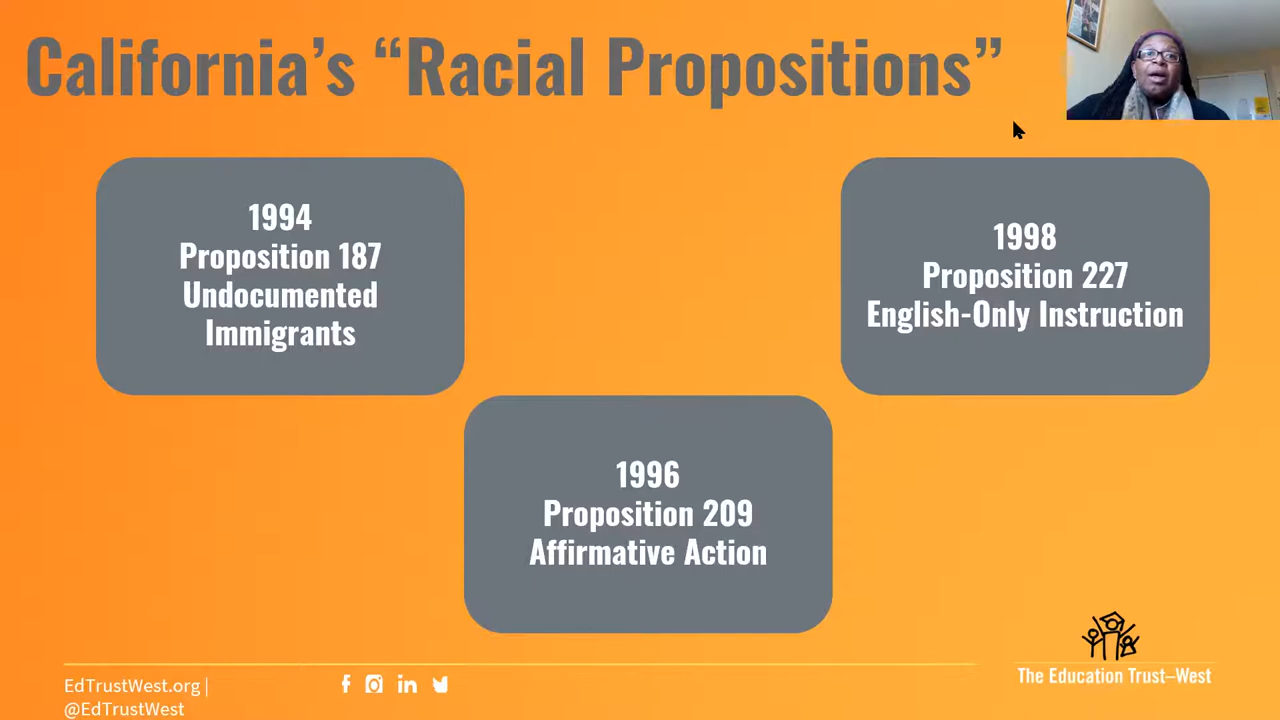 California’s “Racial Propositions”
1994
Proposition 187
Undocumented
Immigrants
1998
Proposition 227
English-Only Instruction
1996
Proposition 209
Affirmative Action
EdTrustWest.org |
@EdTrustWest
The Education Trust–West